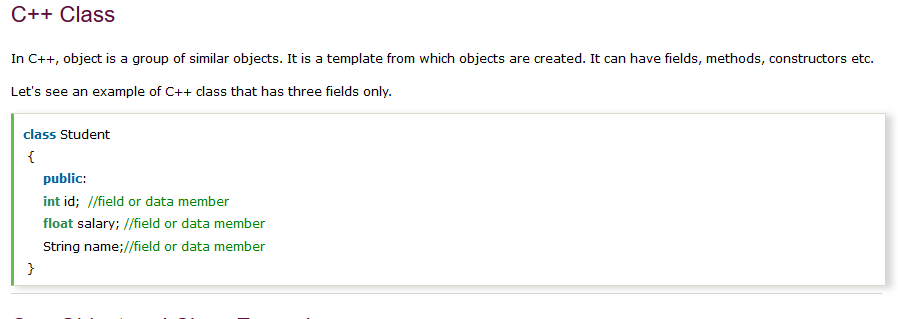 C++ Class
In C++, object is a group of similar objects. It is a template from which objects are created. It can have fields, methods, constructors etc.
Let's see an example of C++ class that has three fields only.
class Student
{
public:
int id;  //field or data member
float salary; //field or data member
String name;//field or data member
}